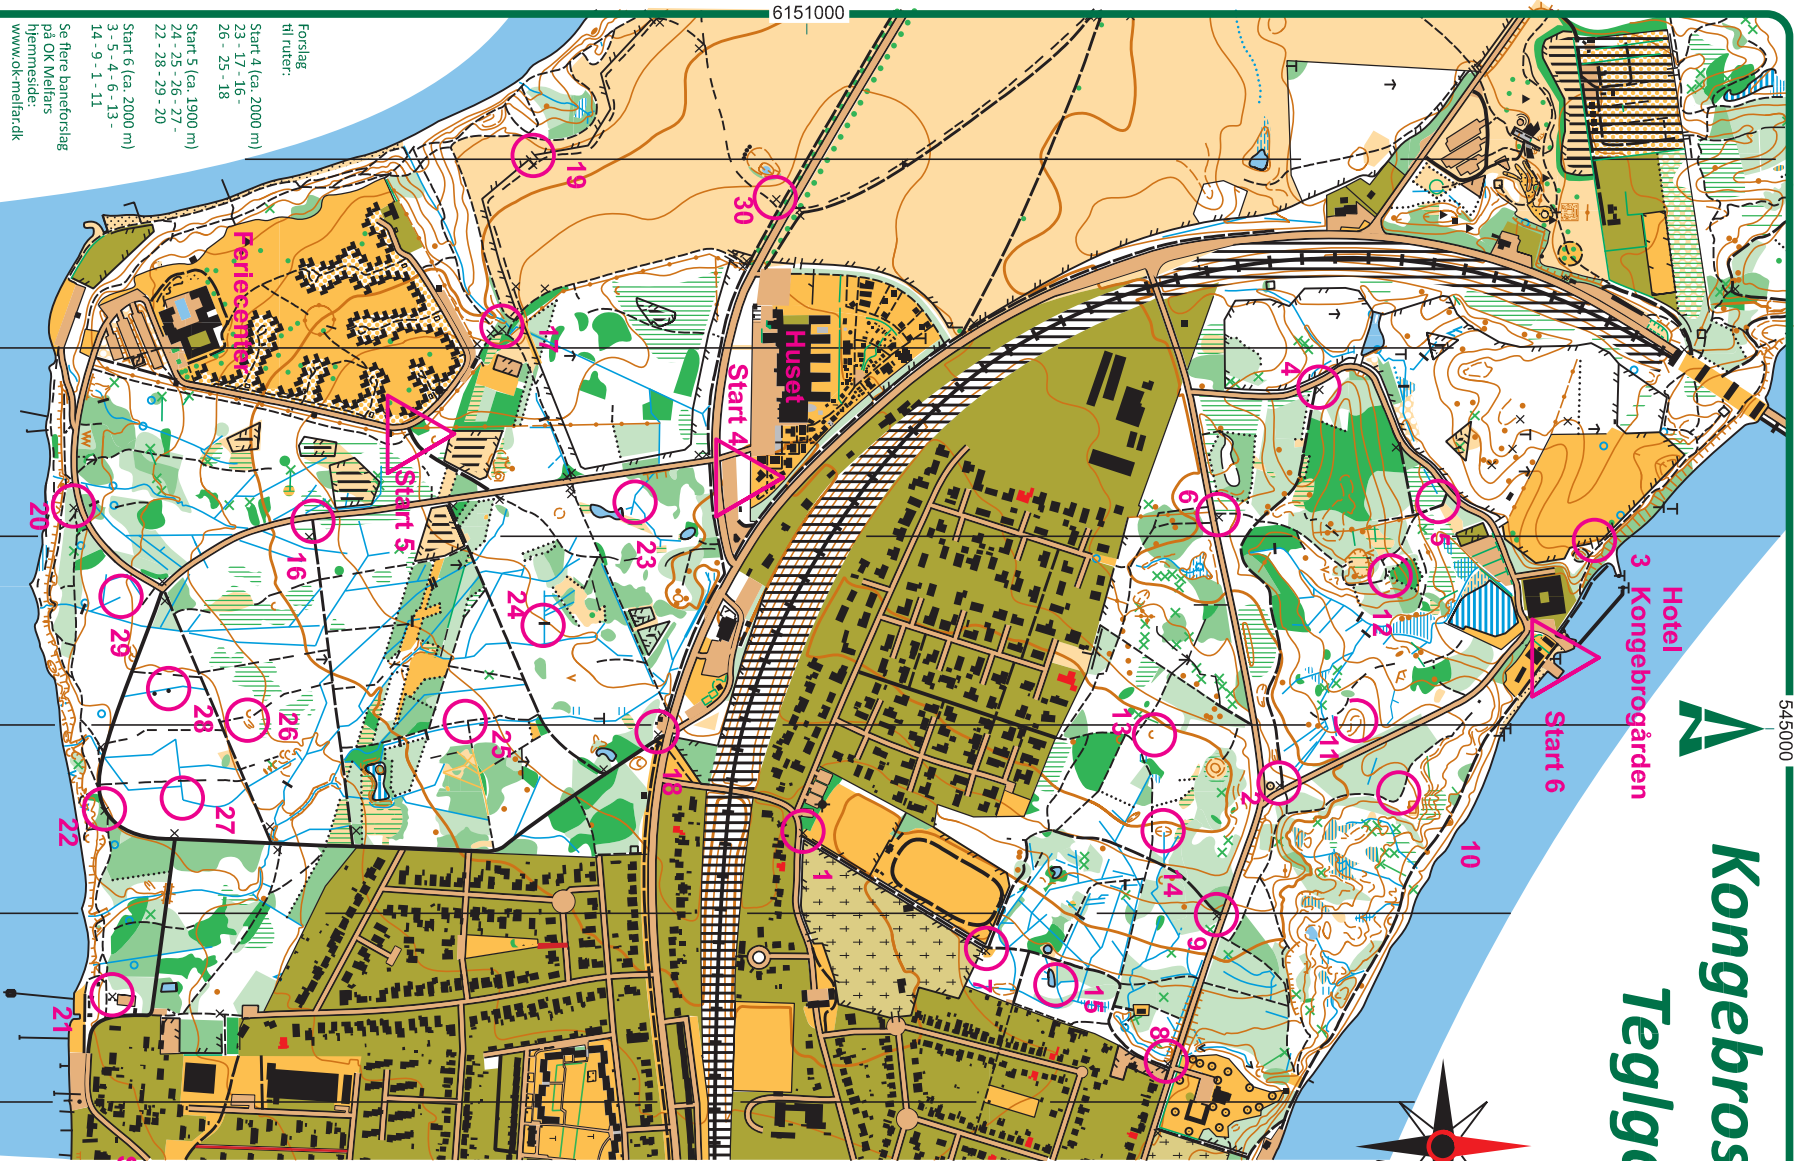 Forslag
til ruter:
Start 4 (ca. 2000 m)
23 - 17 - 16 -
26 - 25 - 18
Start 5 (ca. 1900 m)
24 - 25 - 26 - 27 -
22 - 28 - 29 - 20
Start 6 (ca. 2000 m)
3 - 5 - 4 - 6 - 13 -
14 - 9 - 1 - 11
Se flere baneforslag
på OK Melfars
hjemmeside:
www.ok-melfar.dk
6151000
545000
N
Kongebros
Teglg
Hotel
Kongebrogården
Start 6
Feriecenter
Huset
Start 4
Start 5
1
2
3
4
5
6
7
8
9
10
11
12
13
14
15
16
17
18
19
20
21
22
23
24
25
26
27
28
29
30